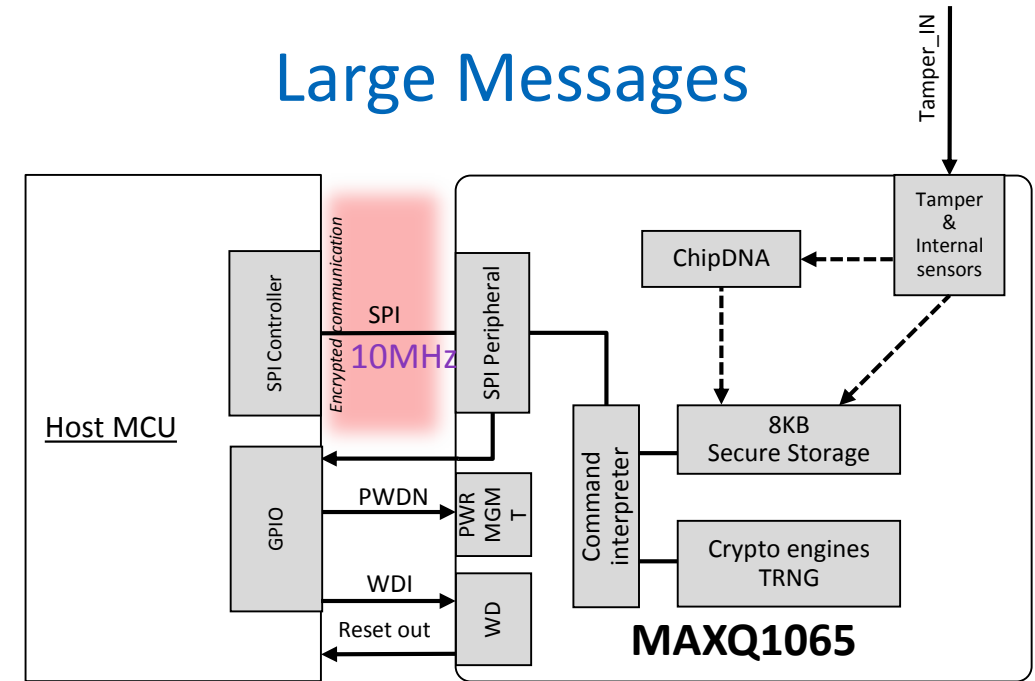 Large Messages
Tamper_IN
Host MCU
SPI Controller
Encrypted communication
SPI
10MHz
SPI Peripheral
GPIO
PWDN
PWR
MGM
T
WDI
Reset out
WD
Command
interpreter
ChipDNA
Tamper
&
Internal
sensors
8KB
Secure Storage
Crypto engines
TRNG
MAXQ1065